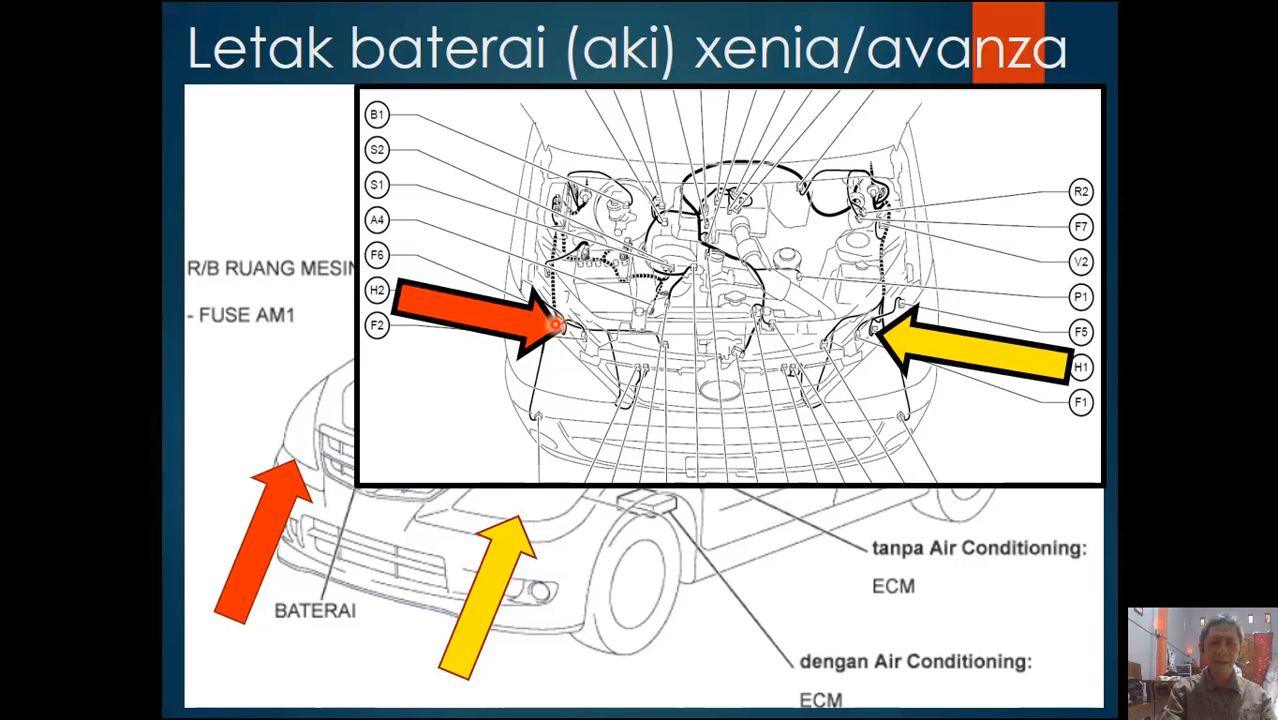 Letak baterai (aki) xenia/avanza
B1
S2
S1
A4
F6
H2
F2
R2
F7
V2
P1
F5
H1
F1
R/B RUANG MESIN
- FUSE AM1
BATERAI
tanpa Air Conditioning:
ECM
dengan Air Conditioning:
ECM